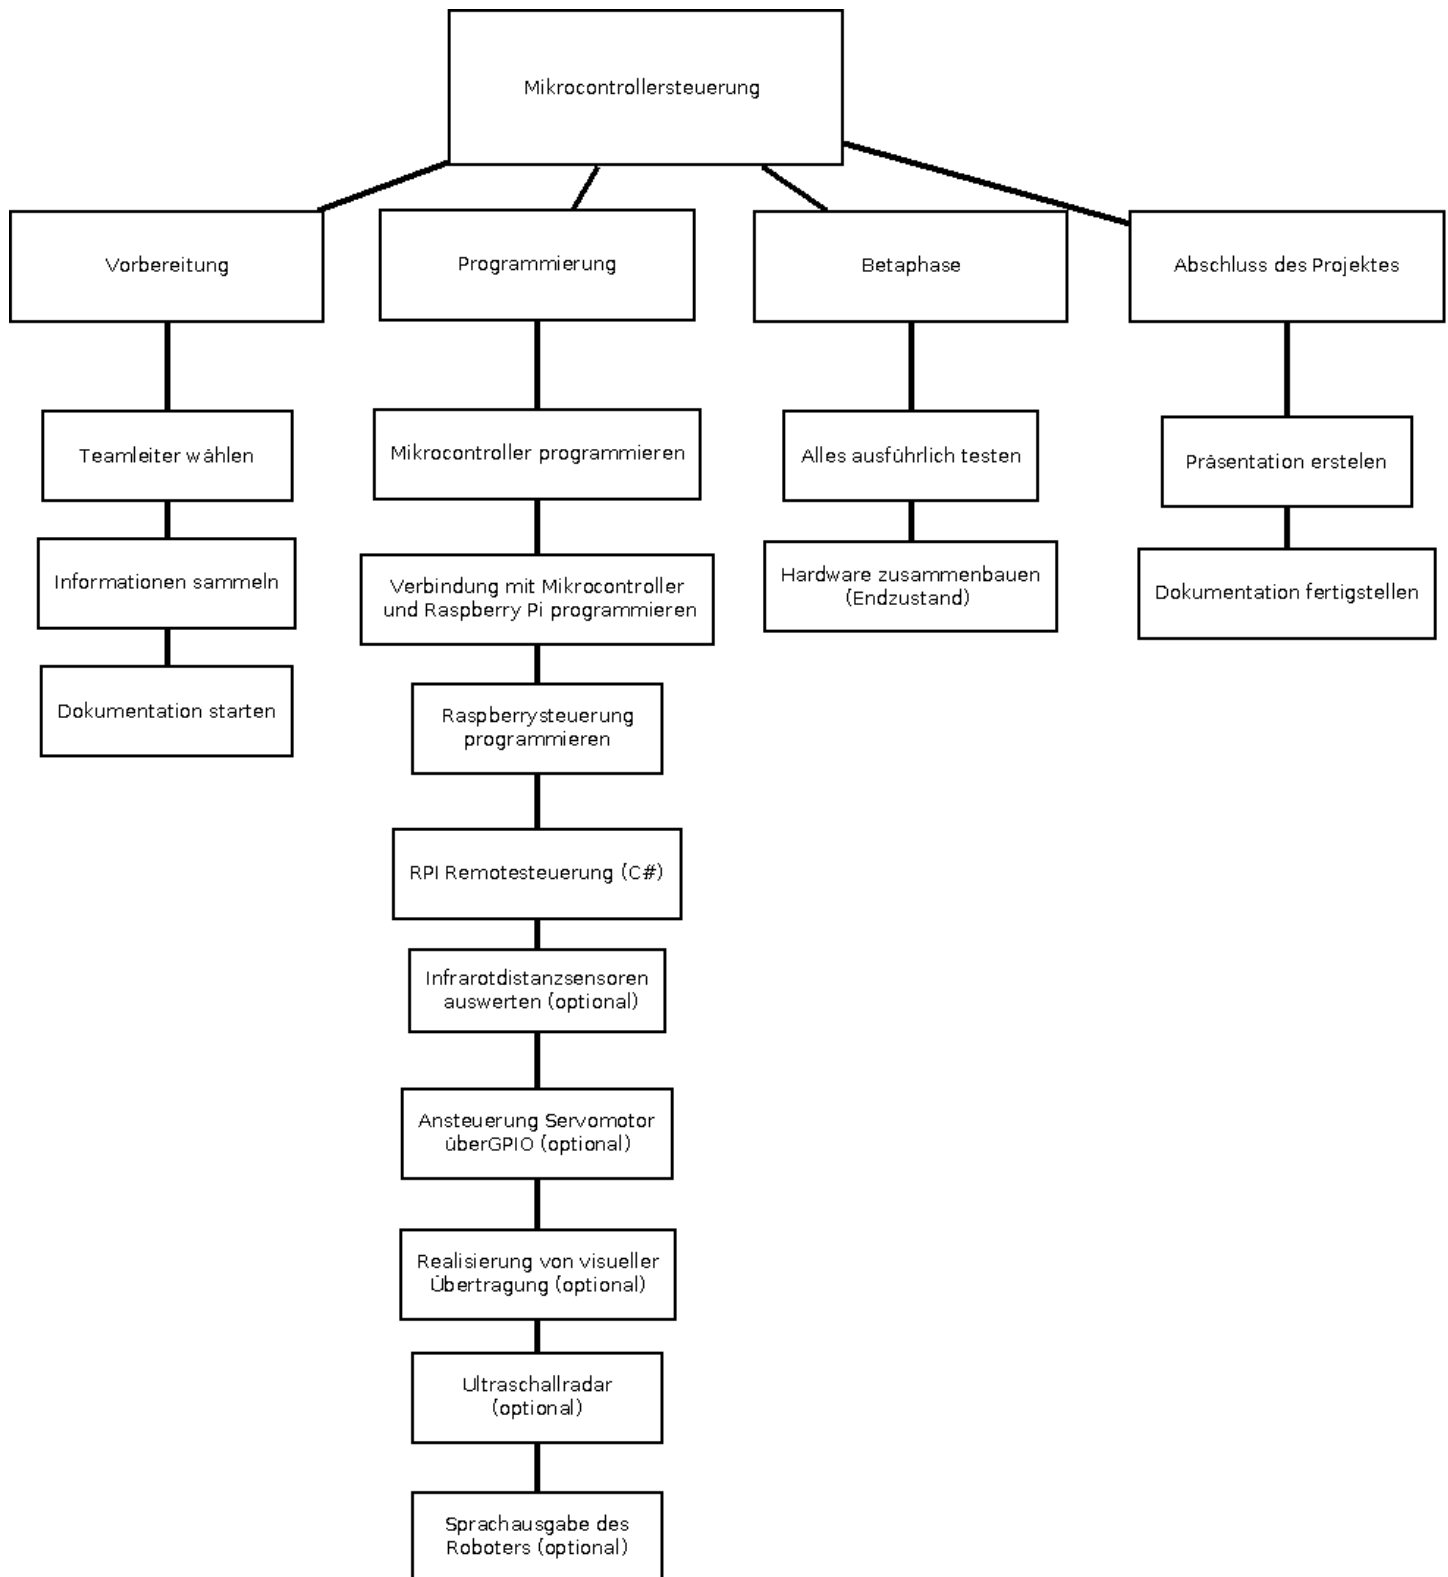 Mikrocontrollersteuerung
Vorbereitung
Programmierung
Betaphase
Abschluss des Projektes
Teamleiter wählen
Informationen sammeln
Dokumentation starten
Mikrocontroller programmieren
Verbindung mit Mikrocontroller
und Raspberry Pi programmieren
Raspberrysteuerung
programmieren
RPI Remotesteuerung (C#)
Infrarotdistanzsensoren
auswerten (optional)
Ansteuerung Servomotor
überGPIO (optional)
Realisierung von visueller
Übertragung (optional)
Ultraschallradar
(optional)
Sprachausgabe des
Roboters (optional)
Alles ausführlich testen
Hardware zusammenbauen
(Endzustand)
Präsentation erstelen
Dokumentation fertigstellen